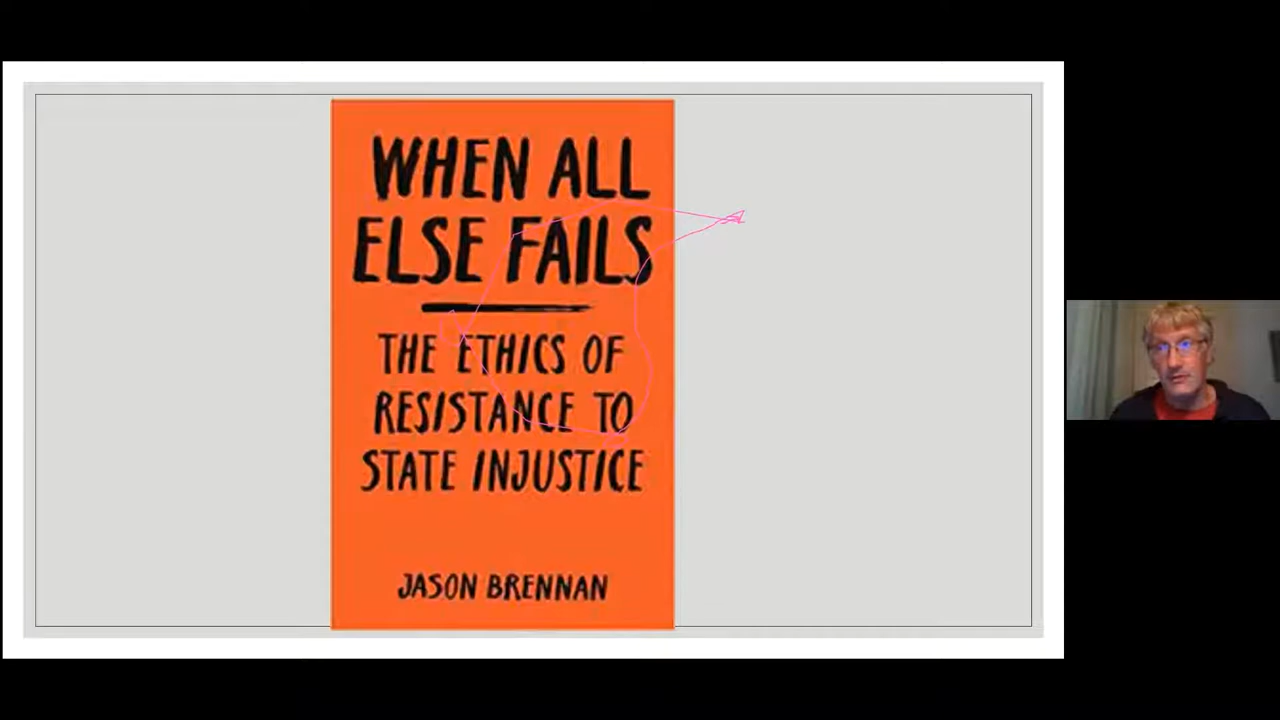 WHEN ALL
ELSE FAILS
THE ETHICS OF
RESISTANCE TO
STATE INJUSTICE
JASON BRENNAN